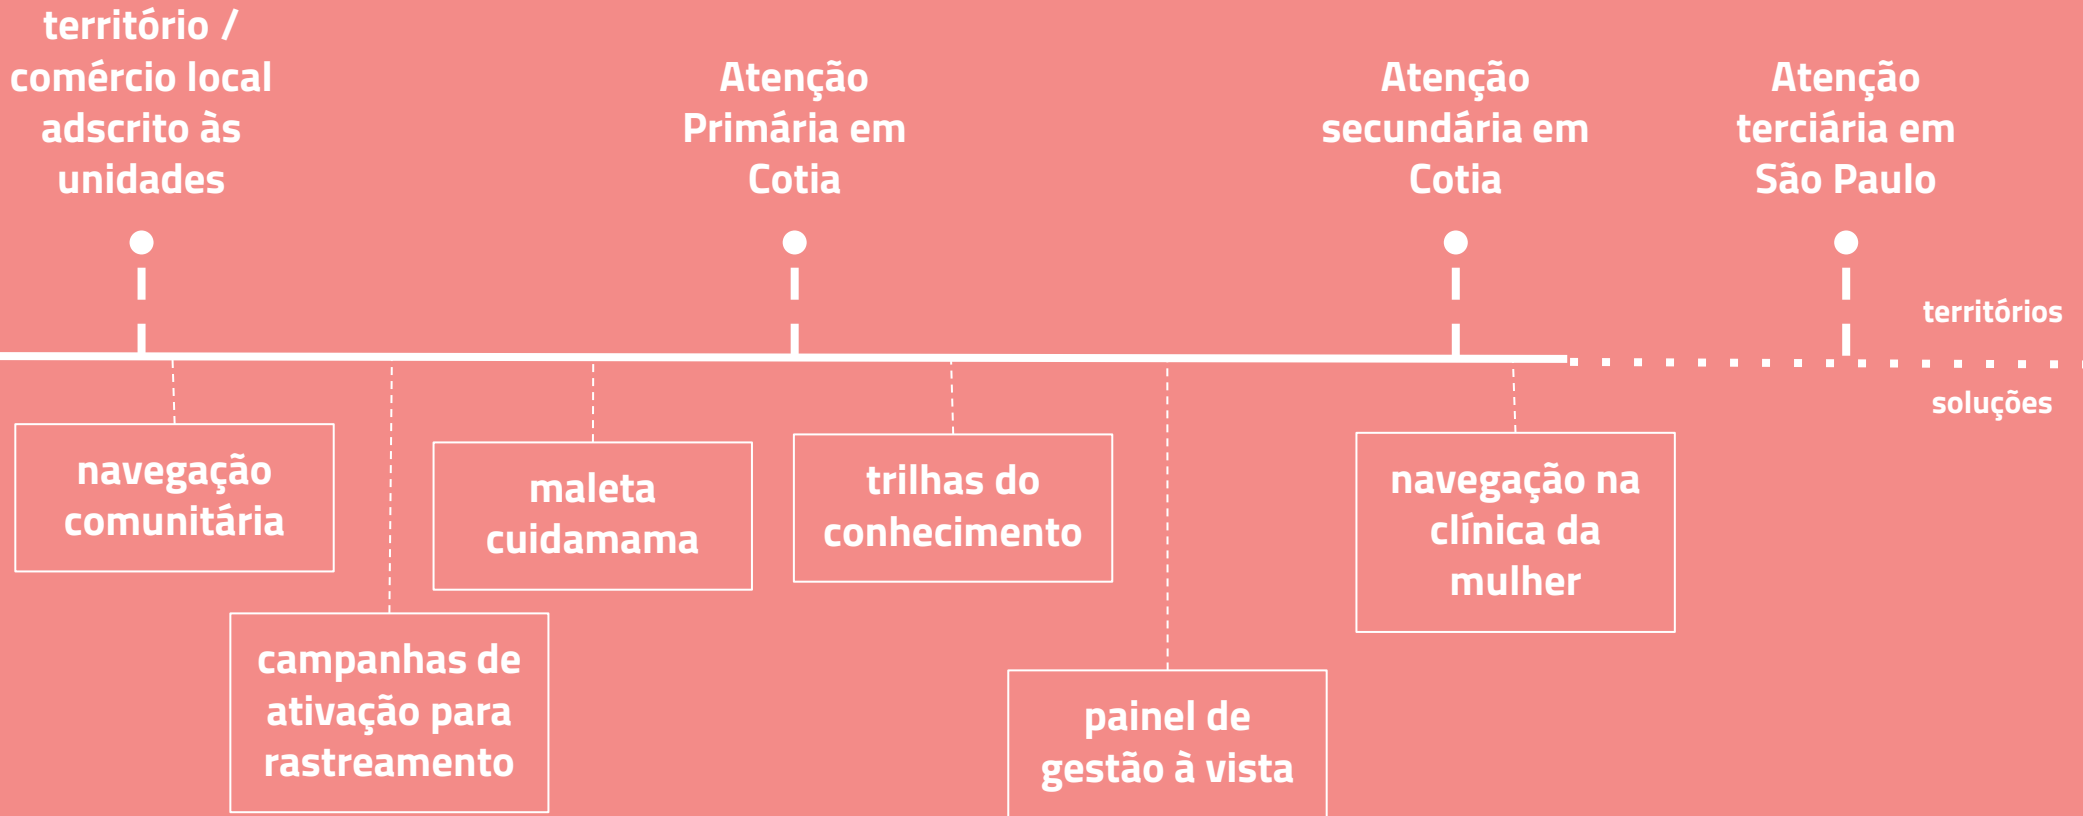 território /
comércio local
adscrito às
unidades
Atenção
Primária em
Cotia
Atenção
secundária em
Cotia
Atenção
terciária em
São Paulo
territórios
soluções
navegação
comunitária
campanhas de
ativação para
rastreamento
maleta
cuidamama
trilhas do
conhecimento
painel de
gestão à vista
navegação na
clínica da
mulher